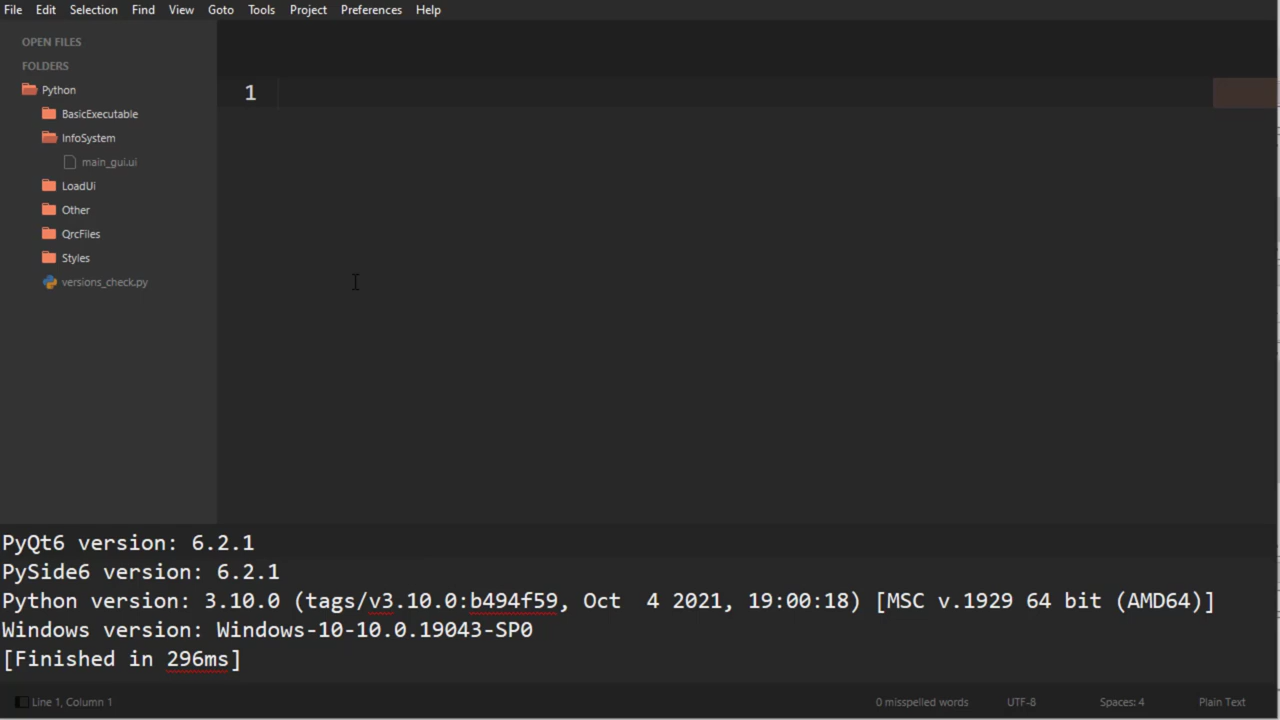 File Edit Selection Find View Goto Tools Project Preferences Help
OPEN FILES
FOLDERS
Python
BasicExecutable
InfoSystem
main_gui.ui
LoadUi
Other
QrcFiles
Styles
versions_check.py
1
PyQt6 version: 6.2.1
PySide6 version: 6.2.1
Python version: 3.10.0 (tags/v3.10.0:b494f59, Oct  4 2021, 19:00:18) [MSC v.1929 64 bit (AMD64)]
Windows version: Windows-10-10.0.19043-SP0
[Finished in 296ms]
Line 1, Column 1 0 misspelled words UTF-8 Spaces: 4 Plain Text